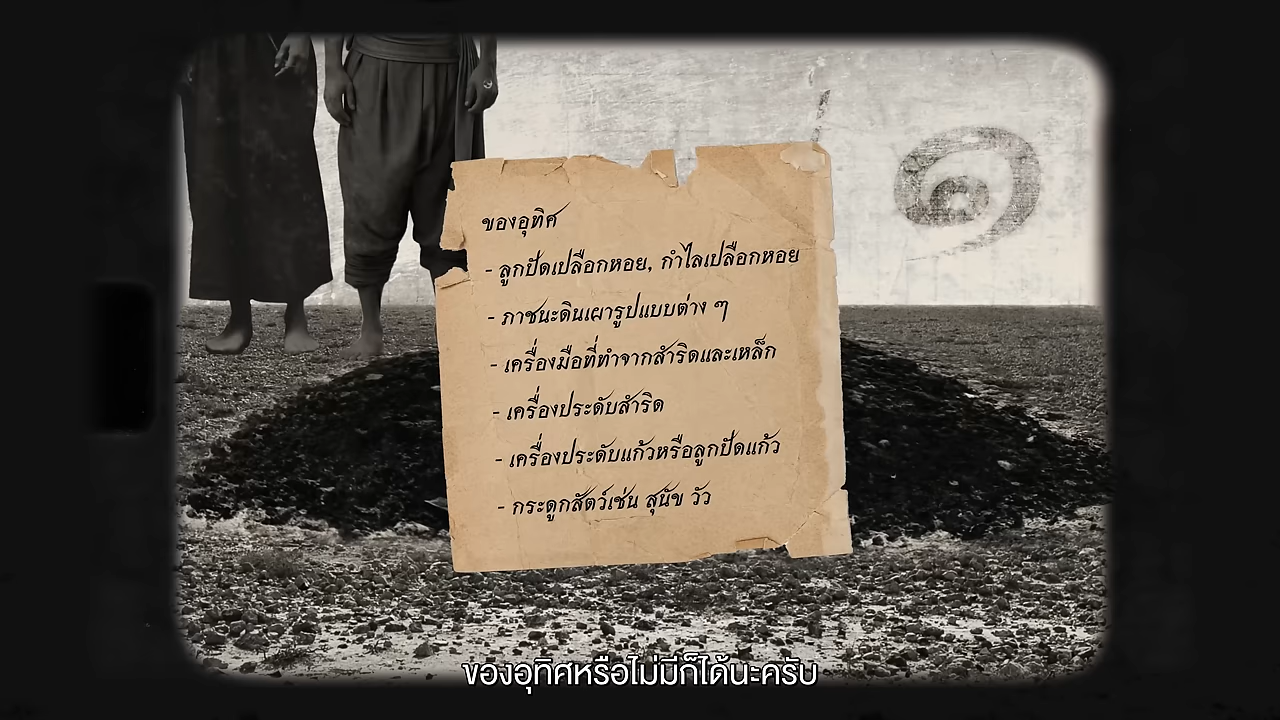 ของอุทิศ
- ลูกปัดเปลือกหอย, กำไลเปลือกหอย
- ภาชนะดินเผารูปแบบต่าง ๆ
- เครื่องมือที่ทำจากสำริดและเหล็ก
- เครื่องประดับสำริด
- เครื่องประดับแก้วหรือลูกปัดแก้ว
- กระดูกสัตว์เช่น สุนัข วัว
ของอุทิศหรือไม่มีก็ได้นะครับ